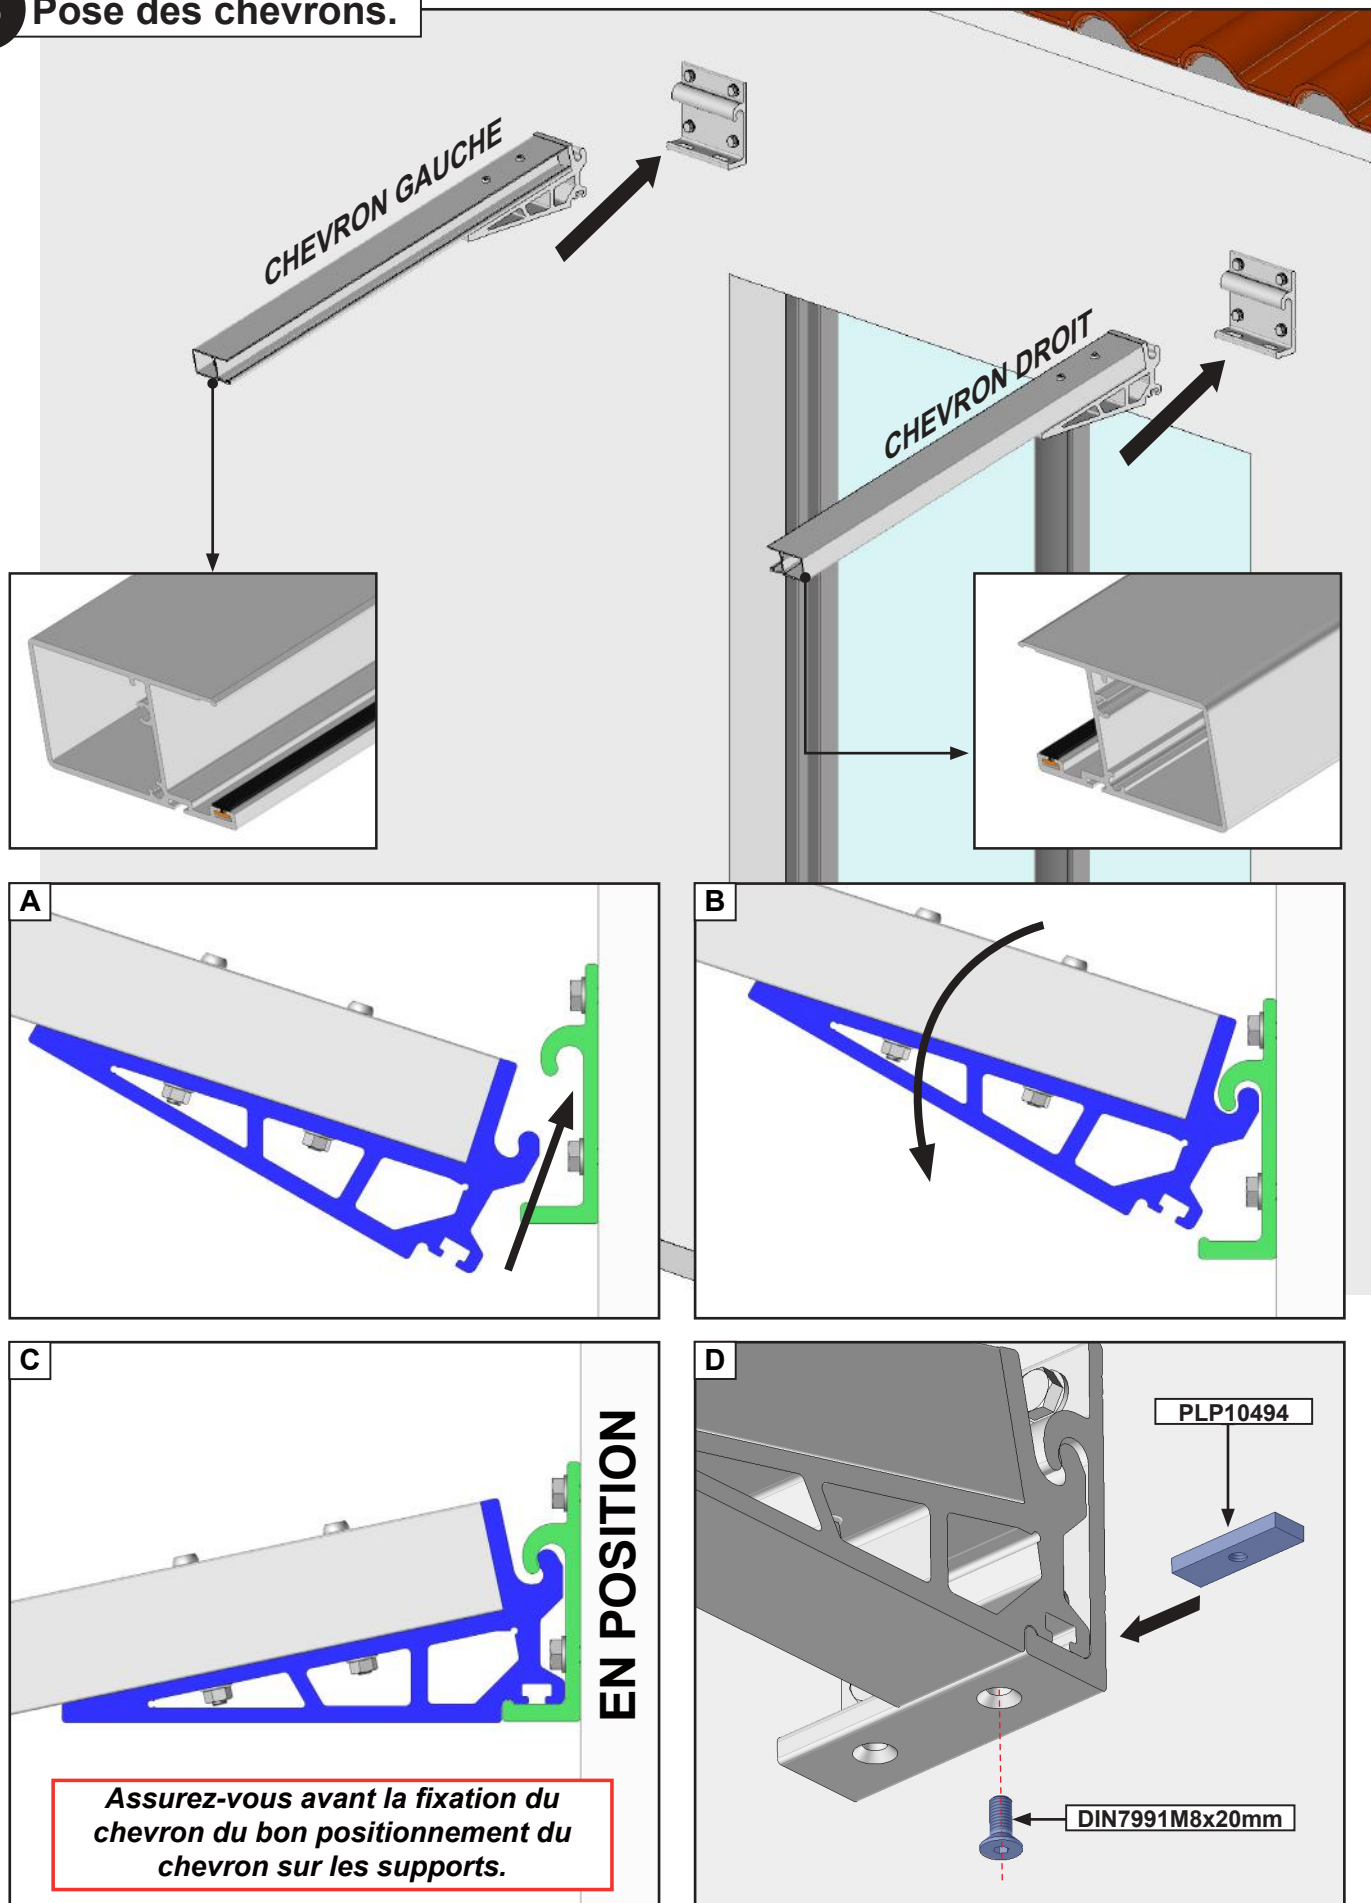 Pose des chevrons.
CHEVRON GAUCHE
CHEVRON DROIT
A
B
C
EN POSITION
Assurez-vous avant la fixation du
chevron du bon positionnement du
chevron sur les supports.
D
PLP10494
DIN7991M8x20mm